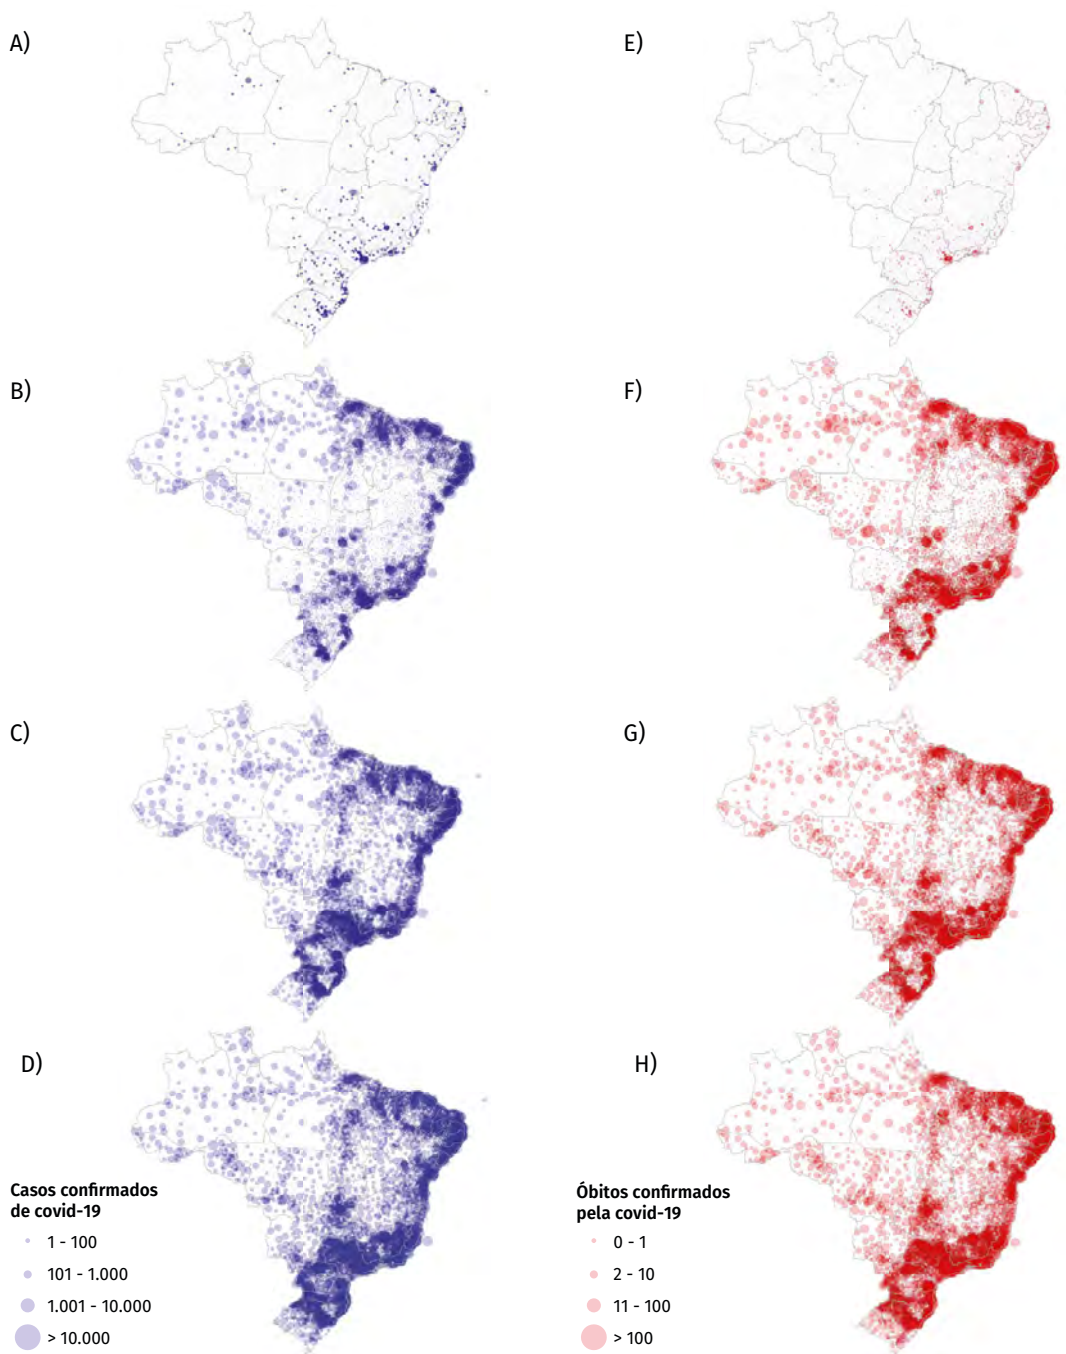 A)
E)
B)
F)
C)
G)
D)
H)
Casos confirmados
de covid-19
1 - 100
101 - 1.000
1.001 - 10.000
> 10.000
Óbitos confirmados
pela covid-19
0 - 1
2 - 10
11 - 100
> 100